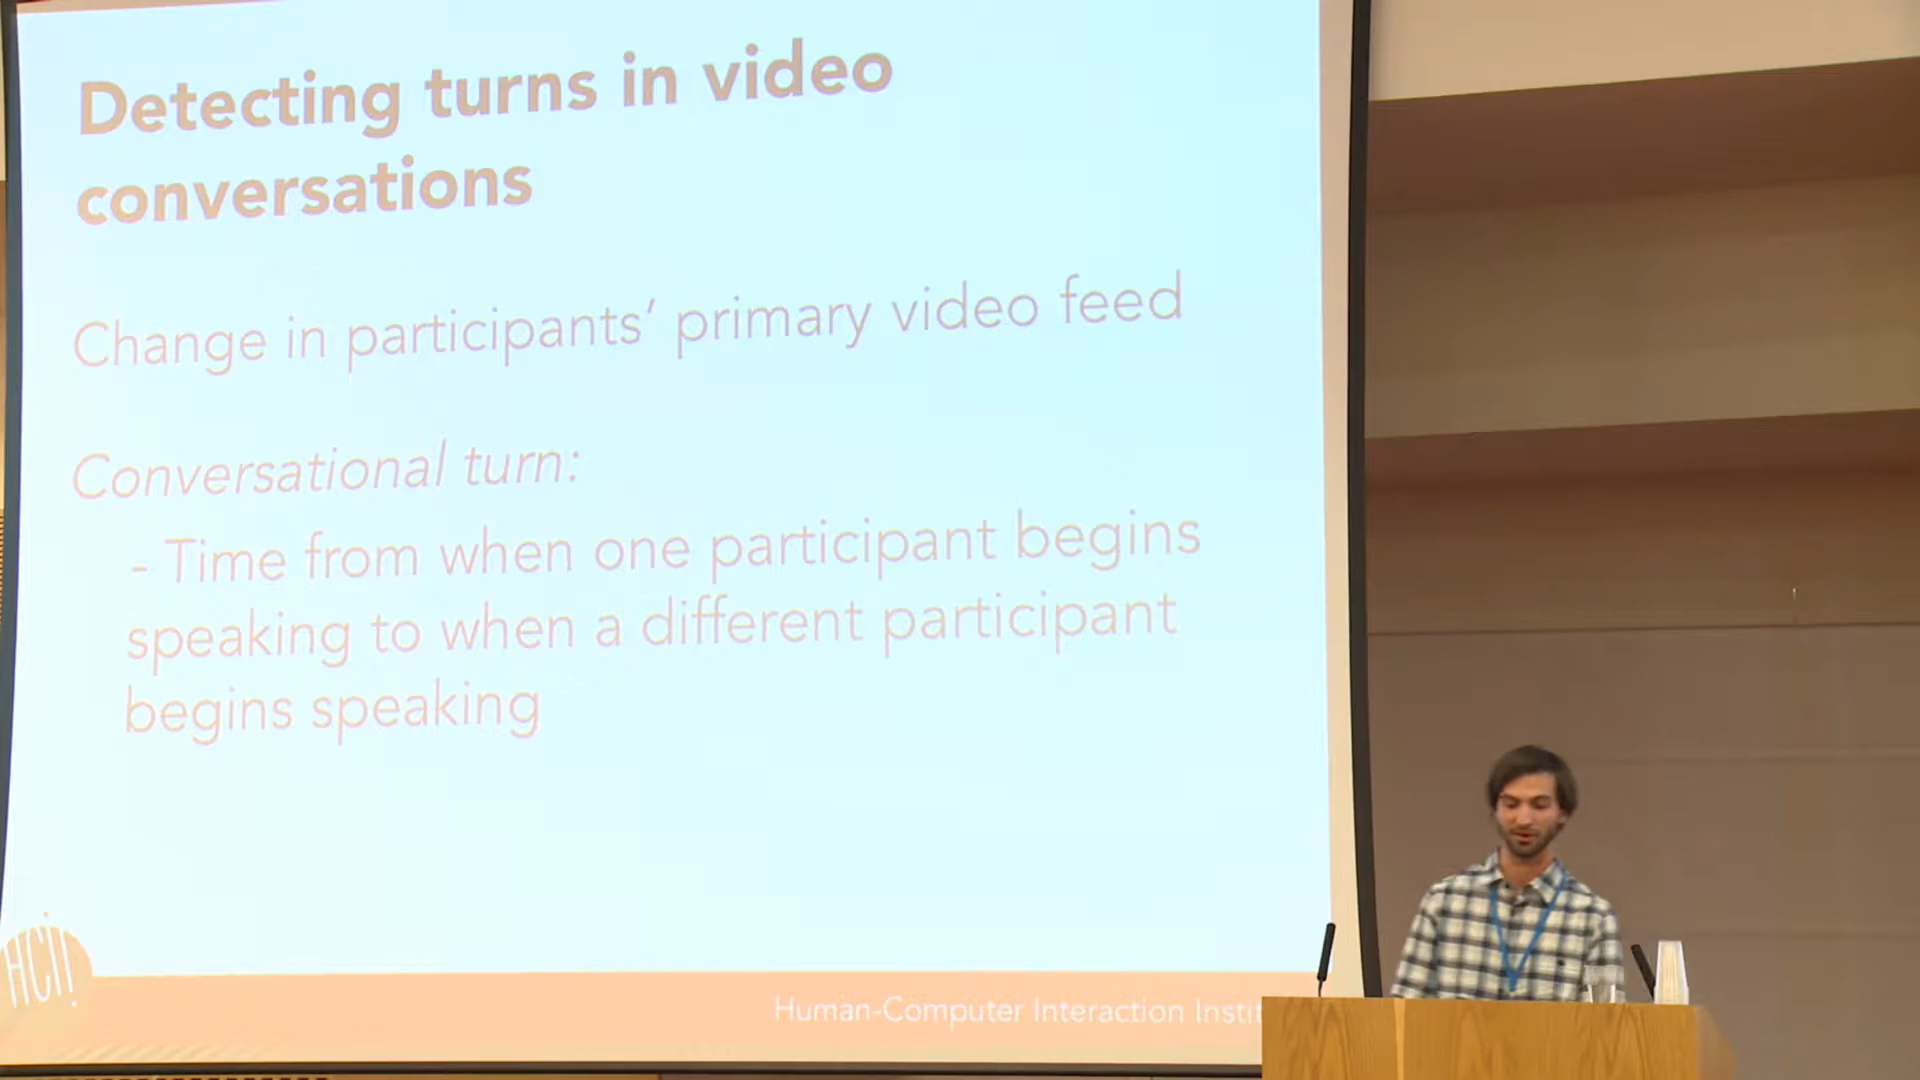 Detecting turns in video
conversations
Change in participants’ primary video feed
Conversational turn:
- Time from when one participant begins
speaking to when a different participant
begins speaking
HCII
Human-Computer Interaction Instit